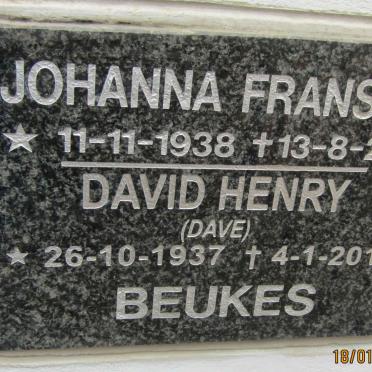 JOHANNA FRANS
★ 11-11-1938 †13-8-2
DAVID HENRY
(DAVE)
★ 26-10-1937 † 4-1-201
BEUKES
18/01